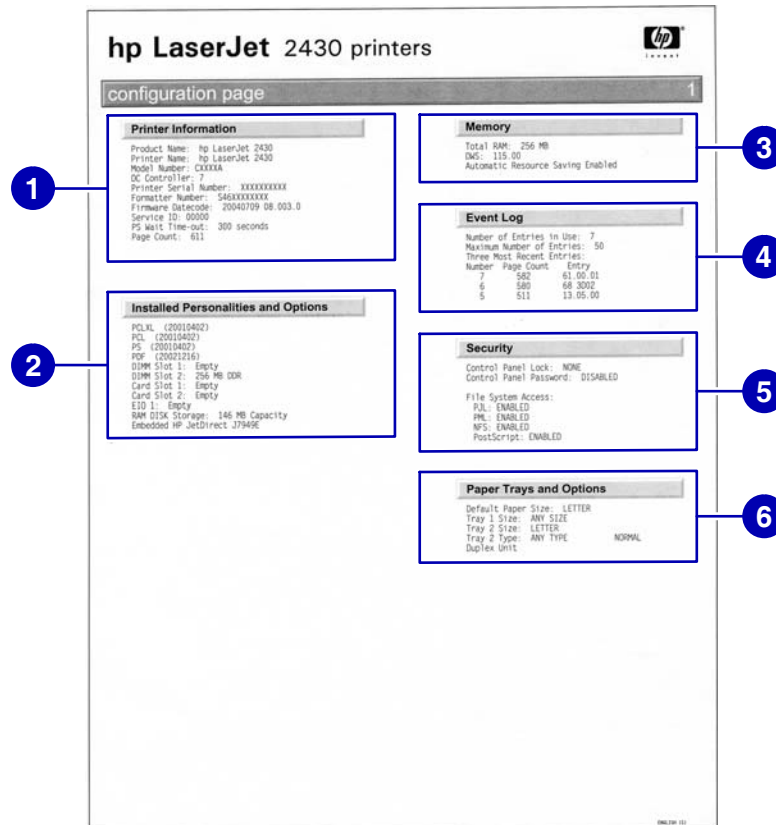 hp LaserJet 2430 printers
hp
invent
configuration page 1
Printer Information
Product Name: hp LaserJet 2430
Printer Name: hp LaserJet 2430
Model Number: CXXXXA
DC Controller: 7
Printer Serial Number: XXXXXXXXXX
Formatter Number: S46XXXXXXXX
Firmware Datecode: 20040709 08.003.0
Service ID: 00000
PS Wait Time-out: 300 seconds
Page Count: 611
1
Installed Personalities and Options
PCLXL (20010402)
PCL (20010402)
PS (20010402)
PDF (20021216)
DIMM Slot 1: Empty
DIMM Slot 2: 256 MB DDR
Card Slot 1: Empty
Card Slot 2: Empty
EIO 1: Empty
RAM DISK Storage: 146 MB Capacity
Embedded HP JetDirect J7949E
2
Memory
Total RAM: 256 MB
DWS: 115.00
Automatic Resource Saving Enabled
3
Event Log
Number of Entries in Use: 7
Maximum Number of Entries: 50
Three Most Recent Entries:
Number Page Count Entry
7 582 61.00.01
6 580 68 3D02
5 511 13.05.00
4
Security
Control Panel Lock: NONE
Control Panel Password: DISABLED
File System Access:
PJL: ENABLED
PML: ENABLED
NFS: ENABLED
PostScript: ENABLED
5
Paper Trays and Options
Default Paper Size: LETTER
Tray 1 Size: ANY SIZE
Tray 2 Size: LETTER
Tray 2 Type: ANY TYPE NORMAL
Duplex Unit
6
ENGLISH (1)